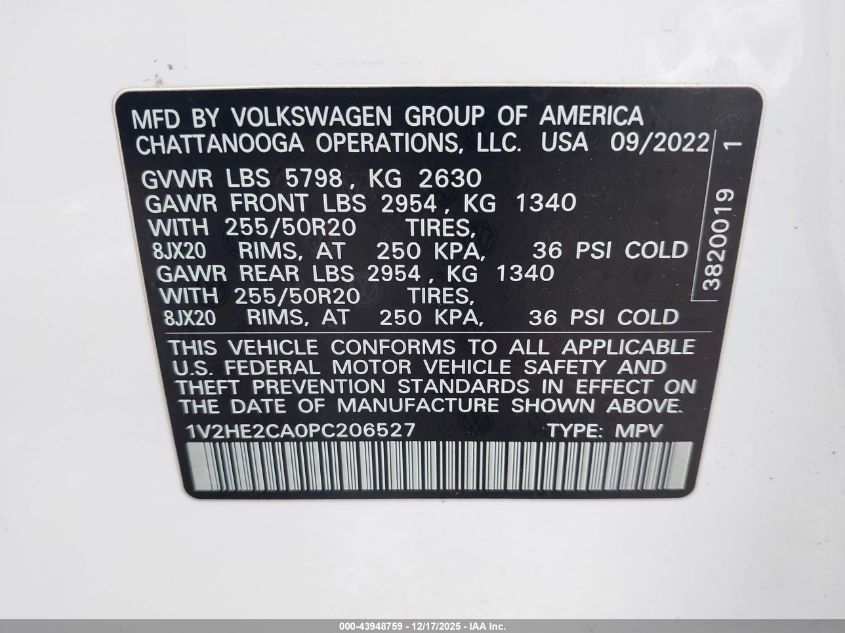 MFD BY VOLKSWAGEN GROUP OF AMERICA
CHATTANOOGA OPERATIONS, LLC. USA 09/2022
GVWR LBS 5798, KG 2630
GAWR FRONT LBS 2954, KG 1340
WITH 255/50R20 TIRES,
8JX20 RIMS, AT 250 KPA, 36 PSI COLD
GAWR REAR LBS 2954, KG 1340
WITH 255/50R20 TIRES,
8JX20 RIMS, AT 250 KPA, 36 PSI COLD
3820019 1
THIS VEHICLE CONFORMS TO ALL APPLICABLE
U.S. FEDERAL MOTOR VEHICLE SAFETY AND
THEFT PREVENTION STANDARDS IN EFFECT ON
THE DATE OF MANUFACTURE SHOWN ABOVE.
1V2HE2CA0PC206527 TYPE: MPV
000-43948759 - 12/17/2025 - IAA Inc.